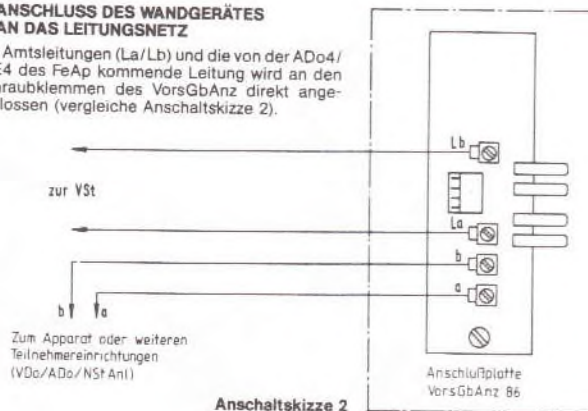 ANSCHLUSS DES WANDGERÄTES
AN DAS LEITUNGSNETZ
Amtsleitungen (La/Lb) und die von der ADo4/
E4 des FeAp kommende Leitung wird an den
raubklemmen des VorsGbAnz direkt ange-
lossen (vergleiche Anschaltskizze 2).
Lb
zur VSt
La
b
a
b a
Zum Apparat oder weiteren
Teilnehmereinrichtungen
(VDo/ADo/NStAnl)
Anschlußplatte
VorsGbAnz 86
Anschaltskizze 2